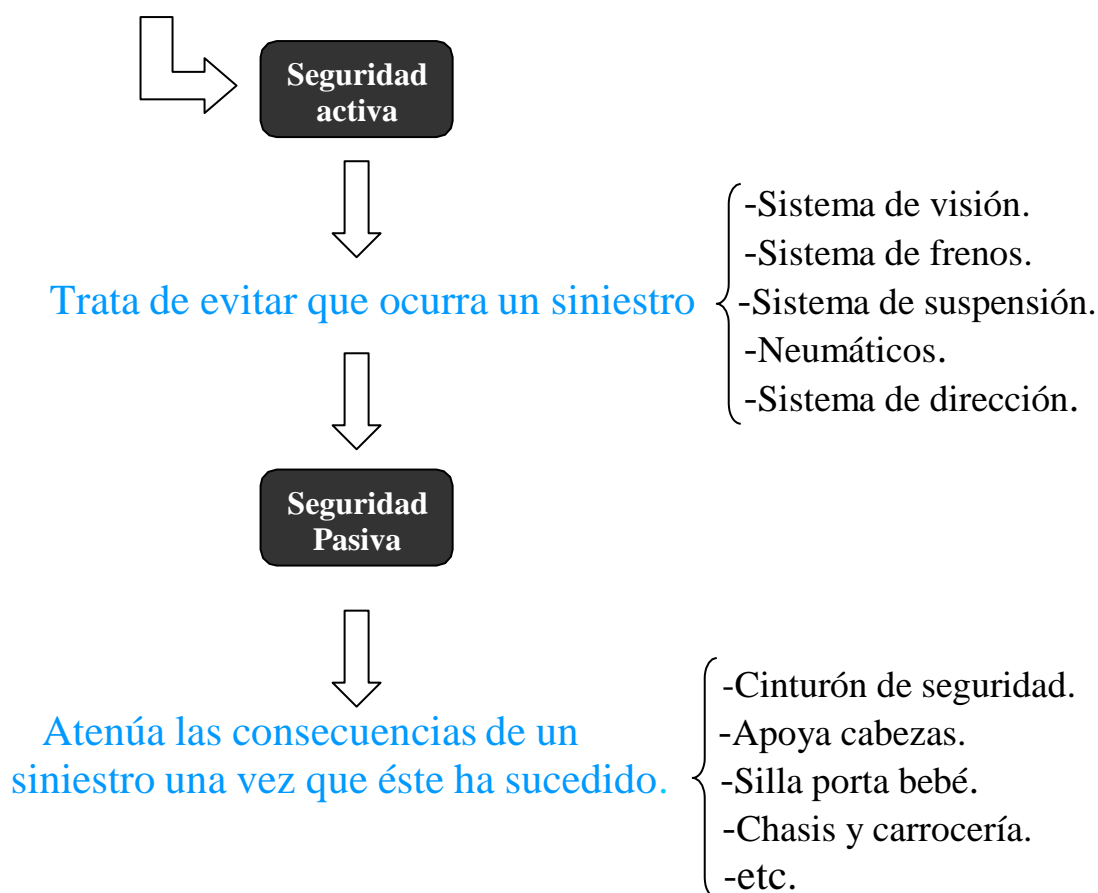 Seguridad
activa
-Sistema de visión.
-Sistema de frenos.
Trata de evitar que ocurra un siniestro
-Sistema de suspensión.
-Neumáticos.
-Sistema de dirección.
Seguridad
Pasiva
Atenúa las consecuencias de un
siniestro una vez que éste ha sucedido.
-Cinturón de seguridad.
-Apoya cabezas.
-Silla porta bebé.
-Chasis y carrocería.
-etc.